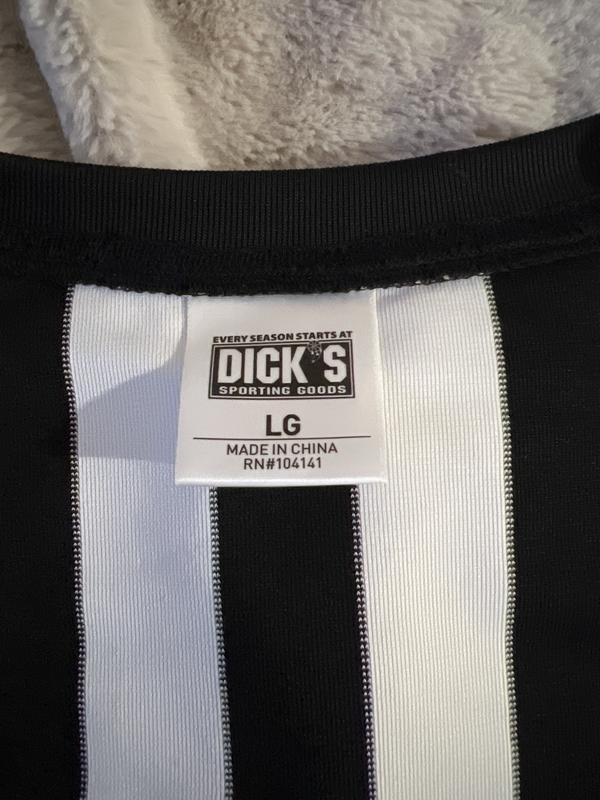 EVERY SEASON STARTS AT
DICK'S
SPORTING GOODS
LG
MADE IN CHINA
RN#104141